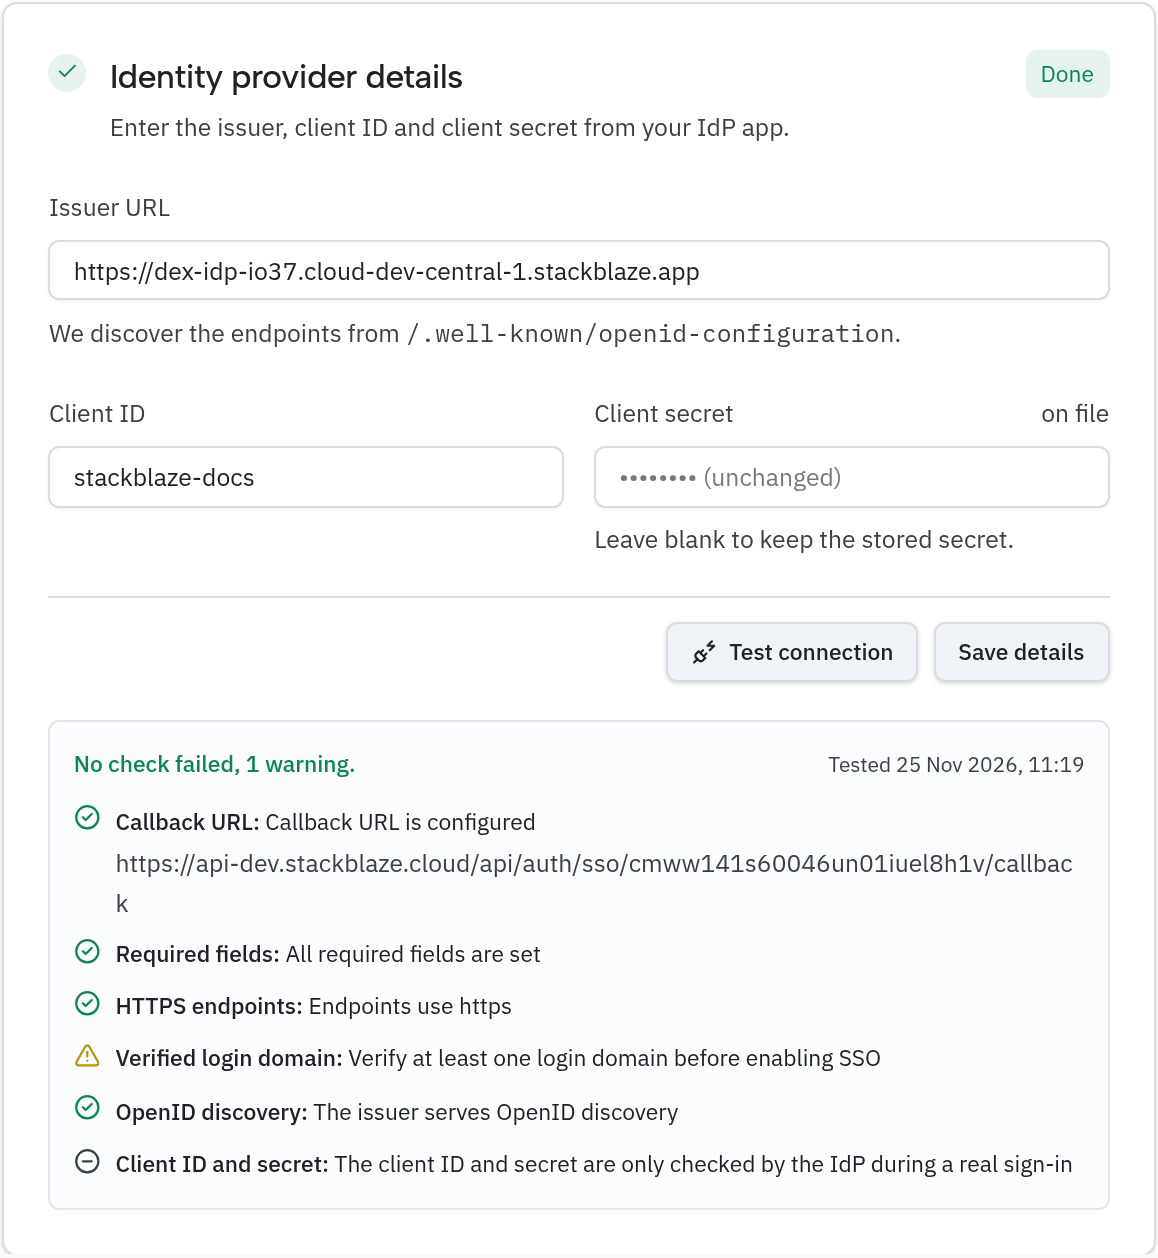 Identity provider details
Done
Enter the issuer, client ID and client secret from your IdP app.
Issuer URL
https://dex-idp-io37.cloud-dev-central-1.stackblaze.app
We discover the endpoints from /.well-known/openid-configuration.
Client ID
Client secret
on file
stackblaze-docs
•••••••• (unchanged)
Leave blank to keep the stored secret.
Test connection
Save details
No check failed, 1 warning.
Tested 25 Nov 2026, 11:19
Callback URL: Callback URL is configured
https://api-dev.stackblaze.cloud/api/auth/sso/cmww141s60046un01iuel8h1v/callbac
k
Required fields: All required fields are set
HTTPS endpoints: Endpoints use https
Verified login domain: Verify at least one login domain before enabling SSO
OpenID discovery: The issuer serves OpenID discovery
Client ID and secret: The client ID and secret are only checked by the IdP during a real sign-in